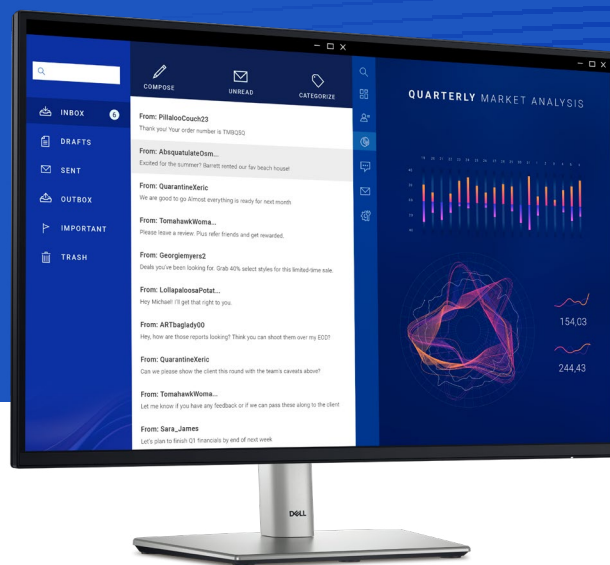 COMPOSE
UNREAD
CATEGORIZE
INBOX 6
DRAFTS
SENT
OUTBOX
IMPORTANT
TRASH
From: PillalooCouch23
Thank you! Your order number is TMBQSQ
From: AbsquatulateOsm...
Excited for the summer? Barrett rented our fav beach house!
From: QuarantineXeric
We are good to go Almost everything is ready for next month
From: TomahawkWoma...
Please leave a review. Plus refer friends and get rewarded.
From: Georgiemyers2
Deals you've been looking for. Grab 40% select styles for this limited-time sale.
From: LollapaloosaPotat...
Hey Michael! I'll get that right to you.
From: ARTbaglady00
Hey, how are those reports looking? Think you can shoot them over my EOD?
From: QuarantineXeric
Can we please show the client this round with the team's caveats above?
From: TomahawkWoma...
Let me know if you have any feedback or if we can pass these along to the client
From: Sara_James
Let's plan to finish Q1 financials by end of next week
QUARTERLY MARKET ANALYSIS
154,03
244,43
DELL